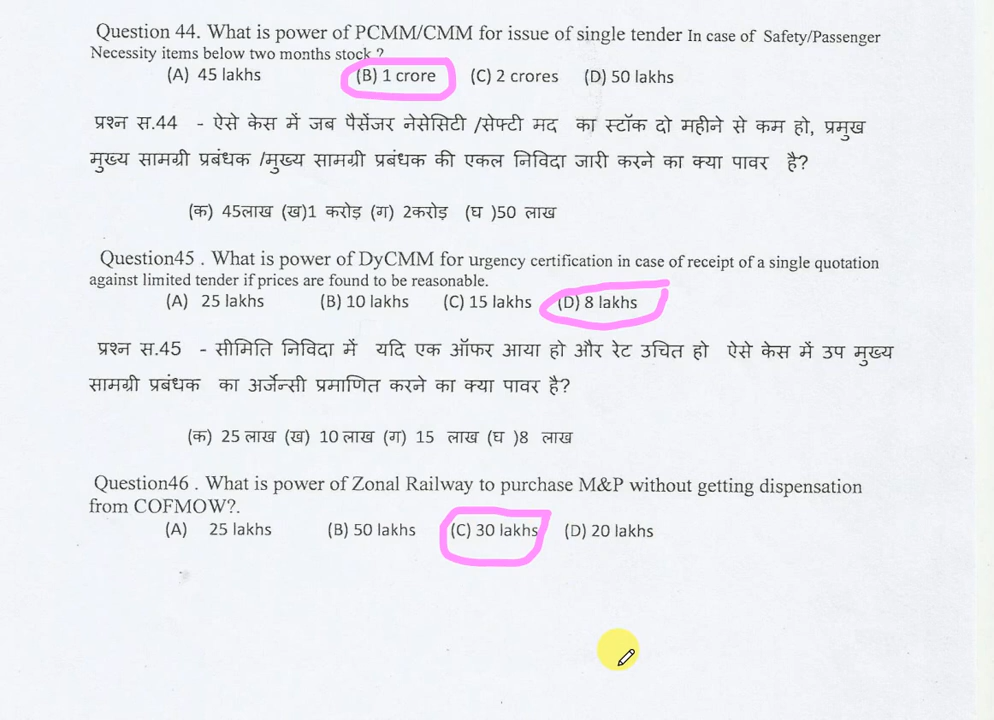 Question 44. What is power of PCMM/CMM for issue of single tender In case of Safety/Passenger
Necessity items below two months stock ?
(A) 45 lakhs (B) 1 crore (C) 2 crores (D) 50 lakhs
प्रश्न स.44 - ऐसे केस में जब पैसेंजर नेसेसिटी /सेफ्टी मद का स्टॉक दो महीने से कम हो, प्रमुख
मुख्य सामग्री प्रबंधक /मुख्य सामग्री प्रबंधक की एकल निविदा जारी करने का क्या पावर है?
(क) 45लाख (ख)1 करोड़ (ग) 2करोड़ (घ )50 लाख
Question45 . What is power of DyCMM for urgency certification in case of receipt of a single quotation
against limited tender if prices are found to be reasonable.
(A) 25 lakhs (B) 10 lakhs (C) 15 lakhs (D) 8 lakhs
प्रश्न स.45 - सीमिति निविदा में यदि एक ऑफर आया हो और रेट उचित हो ऐसे केस में उप मुख्य
सामग्री प्रबंधक का अर्जेन्सी प्रमाणित करने का क्या पावर है?
(क) 25 लाख (ख) 10 लाख (ग) 15 लाख (घ )8 लाख
Question46 . What is power of Zonal Railway to purchase M&P without getting dispensation
from COFMOW?.
(A) 25 lakhs (B) 50 lakhs (C) 30 lakhs (D) 20 lakhs